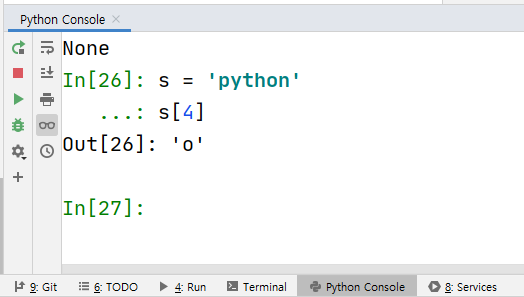 Python Console ×
None
In[26]: s = 'python'
...: s[4]
Out[26]: 'o'
In[27]:
9: Git 6: TODO 4: Run Terminal Python Console 8: Services